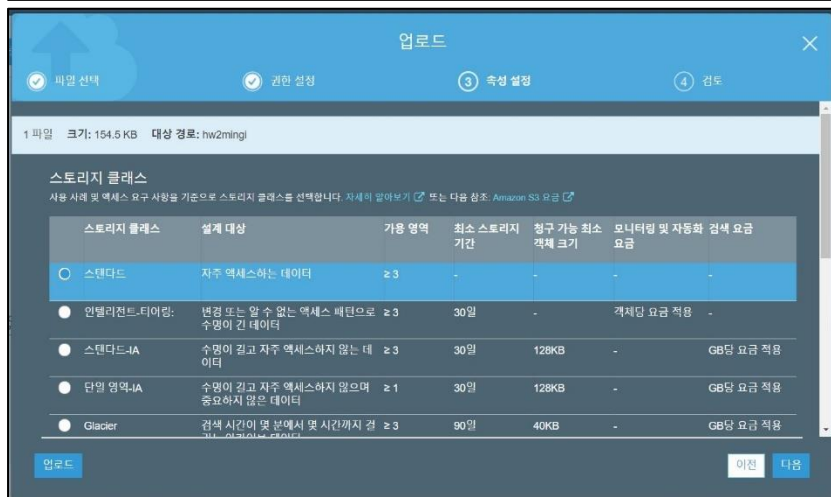 업로드
파일 선택
권한 설정
3 속성 설정
4 검토
1 파일 크기: 154.5 KB 대상 경로: hw2mingi
스토리지 클래스
사용 사례 및 액세스 요구 사항을 기준으로 스토리지 클래스를 선택합니다. 자세히 알아보기 또는 다음 참조: Amazon S3 요금
스토리지 클래스 설계 대상 가용 영역 최소 스토리지 기간 청구 가능 최소 객체 크기 모니터링 및 자동화 요금 검색 요금
스탠다드 자주 액세스하는 데이터 ≥ 3 - - - -
인텔리전트-티어링: 변경 또는 알 수 없는 액세스 패턴으로 수명이 긴 데이터 ≥ 3 30일 - 객체당 요금 적용 -
스탠다드-IA 수명이 길고 자주 액세스하지 않는 데이터 ≥ 3 30일 128KB - GB당 요금 적용
단일 영역-IA 수명이 길고 자주 액세스하지 않으며 중요하지 않은 데이터 ≥ 1 30일 128KB - GB당 요금 적용
Glacier 검색 시간이 몇 분에서 몇 시간까지 걸 ≥ 3 90일 40KB - GB당 요금 적용
업로드
이전
다음